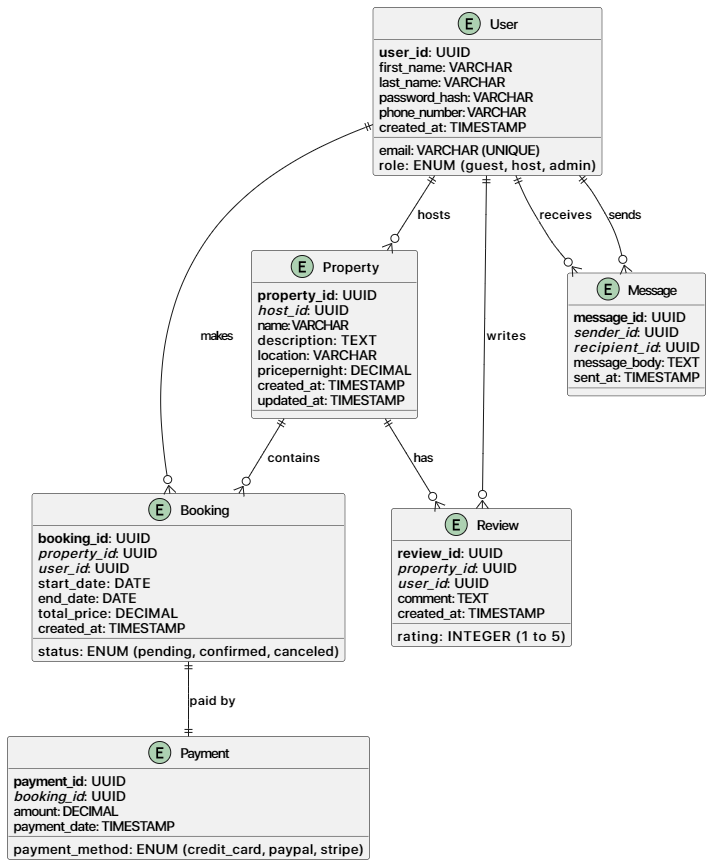 E User
user_id: UUID
first_name: VARCHAR
last_name: VARCHAR
password_hash: VARCHAR
phone_number: VARCHAR
created_at: TIMESTAMP
email: VARCHAR (UNIQUE)
role: ENUM (guest, host, admin)
hosts
receives
sends
E Property
property_id: UUID
host_id: UUID
name: VARCHAR
description: TEXT
location: VARCHAR
pricepernight: DECIMAL
created_at: TIMESTAMP
updated_at: TIMESTAMP
E Message
message_id: UUID
sender_id: UUID
recipient_id: UUID
message_body: TEXT
sent_at: TIMESTAMP
makes
writes
contains
has
E Booking
booking_id: UUID
property_id: UUID
user_id: UUID
start_date: DATE
end_date: DATE
total_price: DECIMAL
created_at: TIMESTAMP
status: ENUM (pending, confirmed, canceled)
E Review
review_id: UUID
property_id: UUID
user_id: UUID
comment: TEXT
created_at: TIMESTAMP
rating: INTEGER (1 to 5)
paid by
E Payment
payment_id: UUID
booking_id: UUID
amount: DECIMAL
payment_date: TIMESTAMP
payment_method: ENUM (credit_card, paypal, stripe)